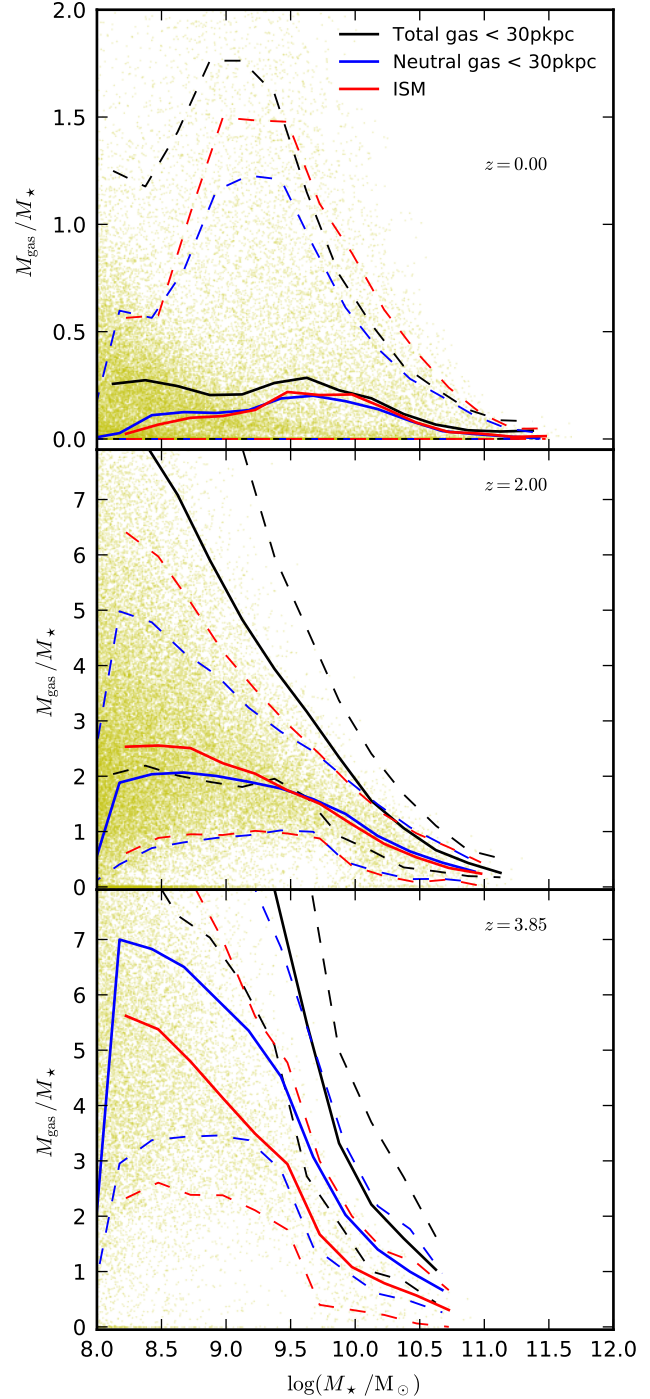 2.0
Total gas < 30pkpc
Neutral gas < 30pkpc
ISM
1.5
z = 0.00
M_gas / M_⋆
1.0
0.5
0.0
7
z = 2.00
6
5
M_gas / M_⋆
4
3
2
1
0
7
z = 3.85
6
5
M_gas / M_⋆
4
3
2
1
0
8.0 8.5 9.0 9.5 10.0 10.5 11.0 11.5 12.0
log(M_⋆ / M_⊙)